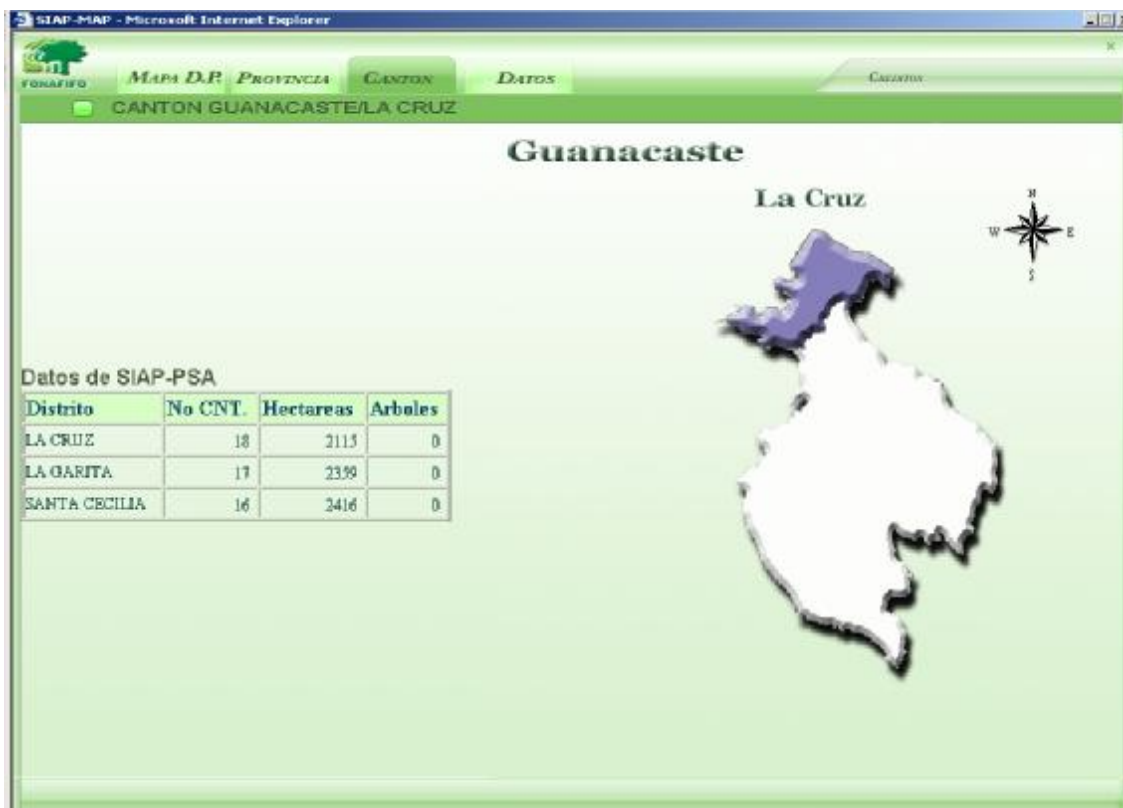 SIAP-MAP - Microsoft Internet Explorer
FONAFIFO
MAPA D.P. PROVINCIA CANTON DATOS
CANTON GUANACASTE/LA CRUZ
Guanacaste
La Cruz
N
W E
S
Datos de SIAP-PSA
Distrito No CNT. Hectareas Arboles
LA CRUZ 18 2115 0
LA GARITA 17 2359 0
SANTA CECILIA 16 2416 0